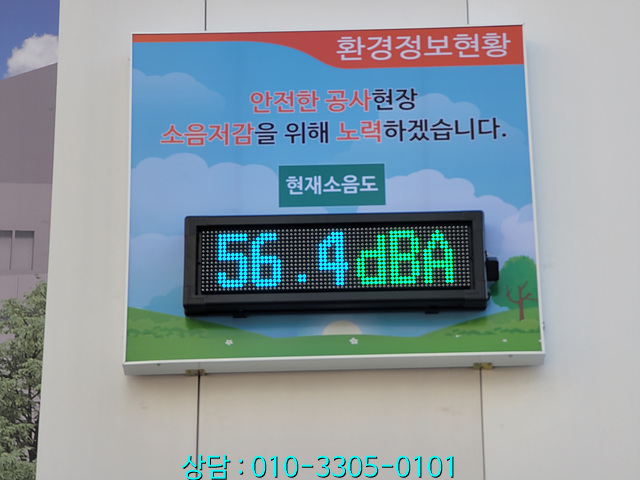 환경정보현황
안전한 공사현장
소음저감을 위해 노력하겠습니다.
현재소음도
56.4dBA
상담 : 010-3305-0101